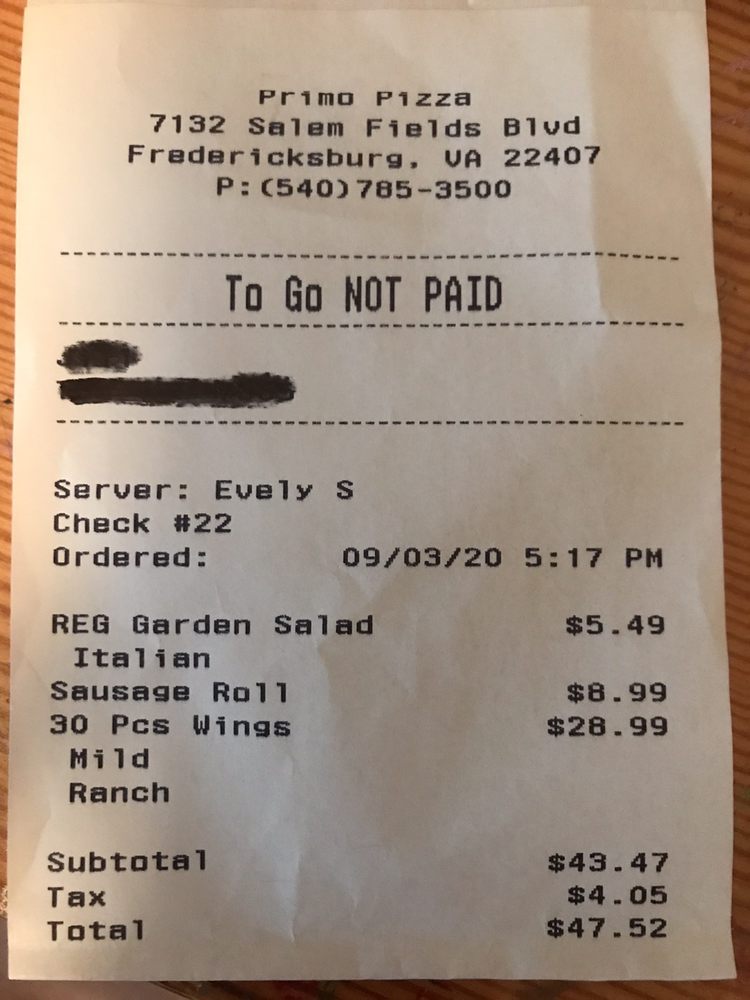 Primo Pizza
7132 Salem Fields Blvd
Fredericksburg, VA 22407
P:(540)785-3500
To Go NOT PAID
Server: Evely S
Check #22
Ordered: 09/03/20 5:17 PM
REG Garden Salad $5.49
Italian
Sausage Roll $8.99
30 Pcs Wings $28.99
Mild
Ranch
Subtotal $43.47
Tax $4.05
Total $47.52